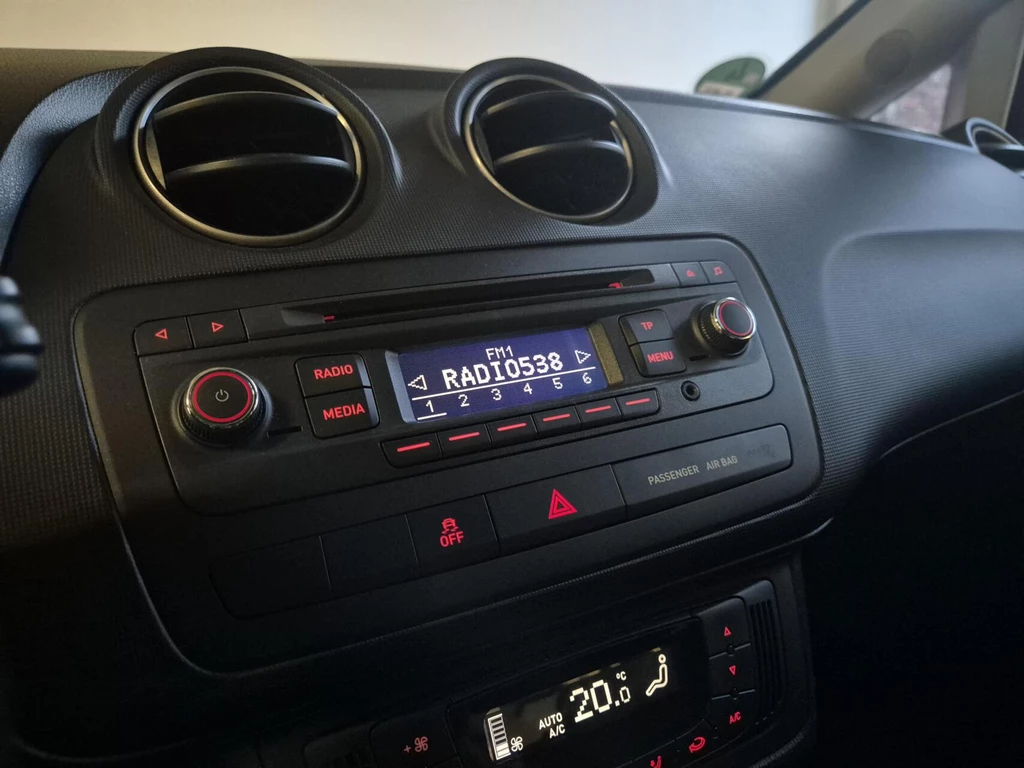 TP
RADIO
MENU
MEDIA
FM1
RADIO538
1 2 3 4 5 6
PASSENGER AIR BAG
OFF
20.0 °C
AUTO
A/C
A/C